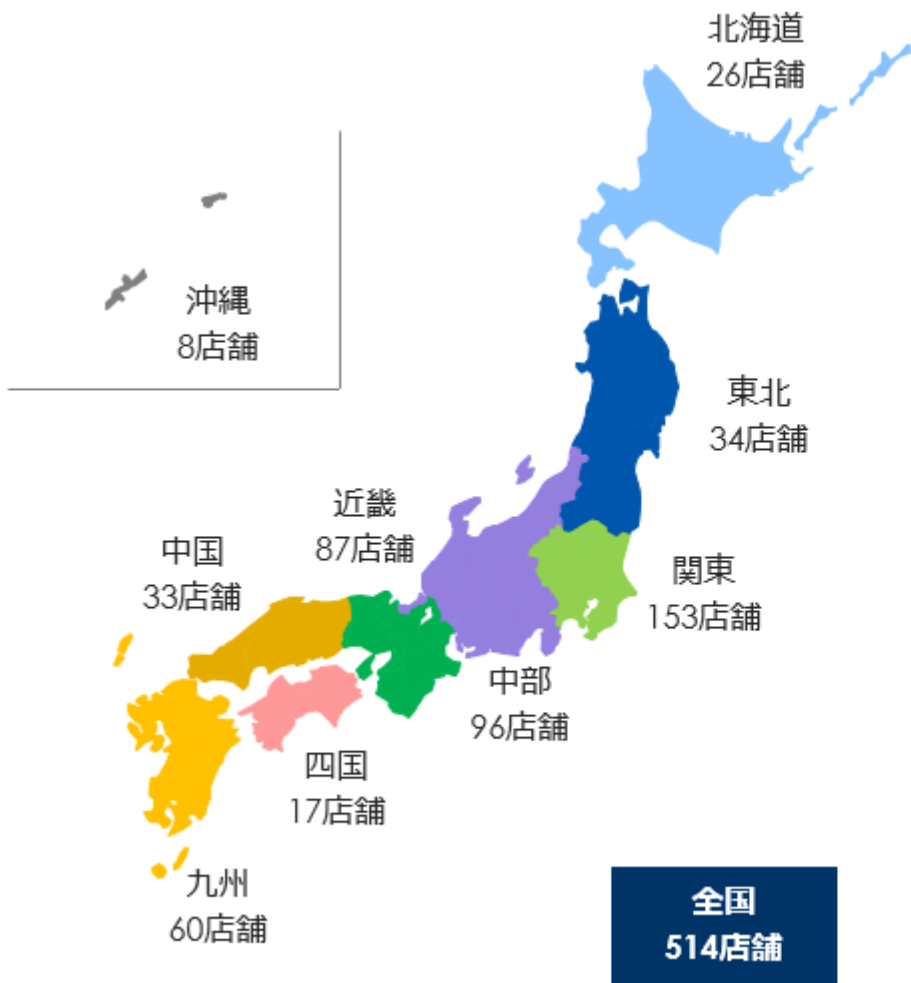 北海道
26店舗
沖縄
8店舗
東北
34店舗
近畿
87店舗
中国
33店舗
関東
153店舗
中部
96店舗
四国
17店舗
九州
60店舗
全国
514店舗